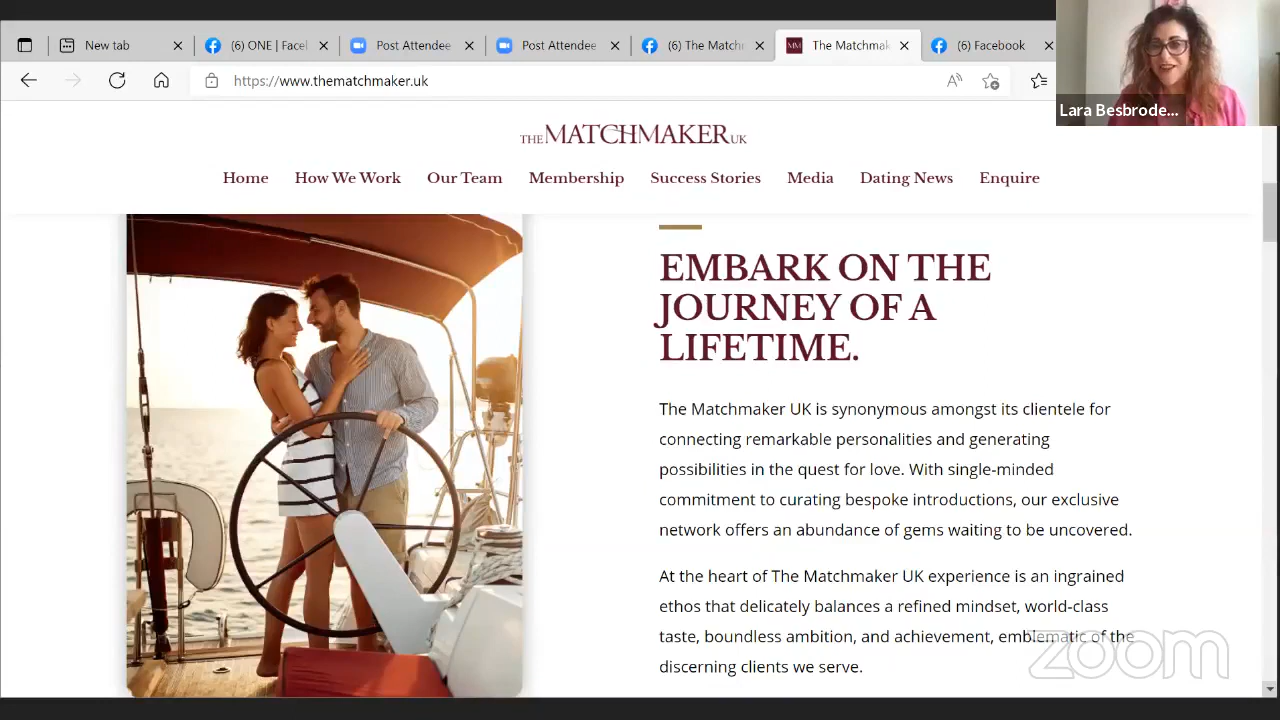 New tab
(6) ONE | Facel
Post Attendee
Post Attendee
(6) The Match
The Matchmak
(6) Facebook
https://www.thematchmaker.uk
Lara Besbrode...
THE MATCHMAKER UK
Home How We Work Our Team Membership Success Stories Media Dating News Enquire
EMBARK ON THE
JOURNEY OF A
LIFETIME.
The Matchmaker UK is synonymous amongst its clientele for
connecting remarkable personalities and generating
possibilities in the quest for love. With single-minded
commitment to curating bespoke introductions, our exclusive
network offers an abundance of gems waiting to be uncovered.
At the heart of The Matchmaker UK experience is an ingrained
ethos that delicately balances a refined mindset, world-class
taste, boundless ambition, and achievement, emblematic of the
discerning clients we serve.
zoom